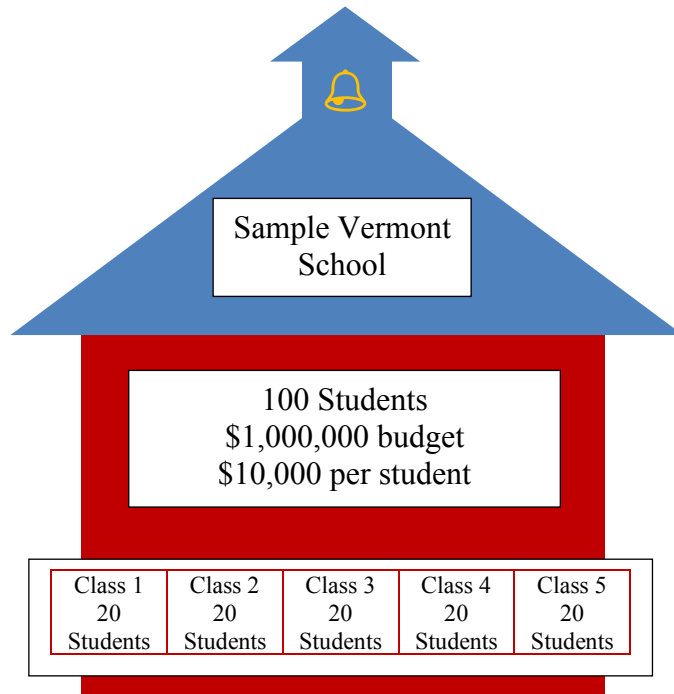 Sample Vermont
School
100 Students
$1,000,000 budget
$10,000 per student
Class 1
20
Students
Class 2
20
Students
Class 3
20
Students
Class 4
20
Students
Class 5
20
Students